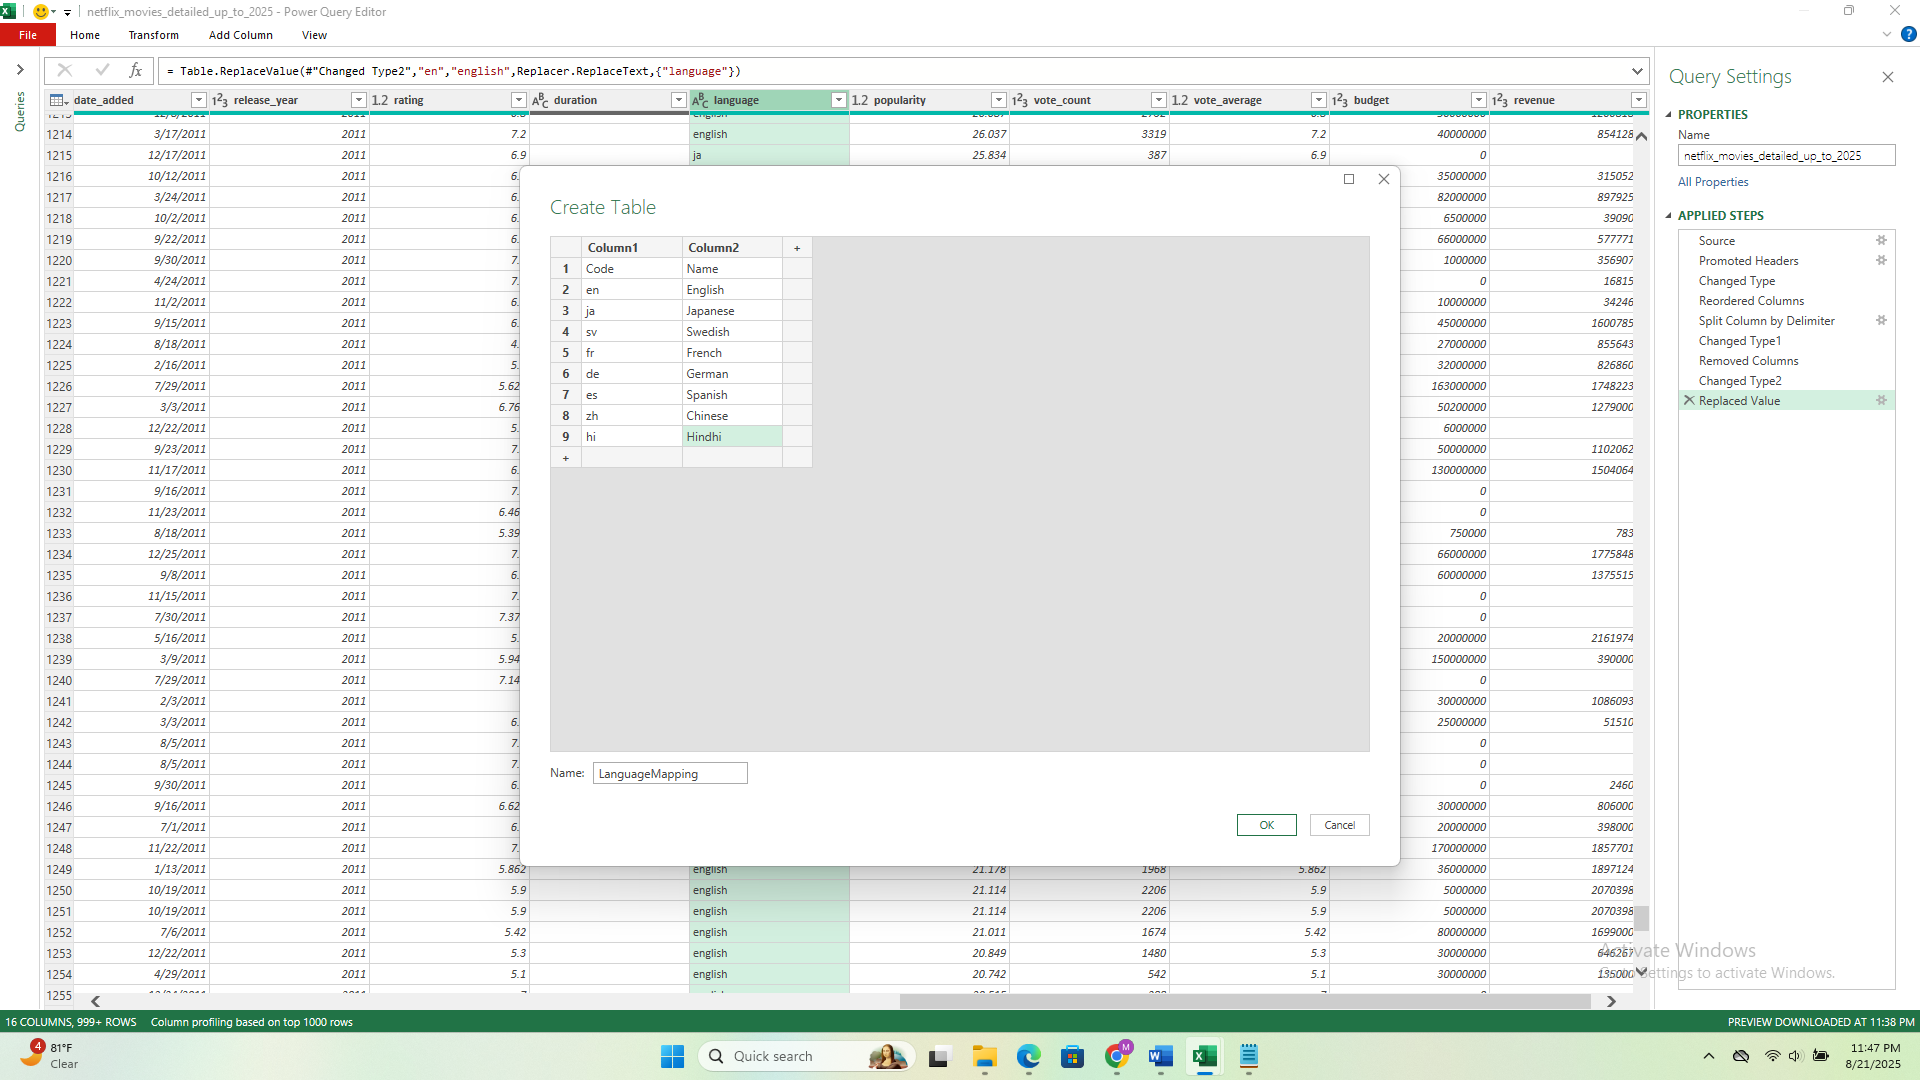 netflix_movies_detailed_up_to_2025 - Power Query Editor
File Home Transform Add Column View
= Table.ReplaceValue(#"Changed Type2","en","english",Replacer.ReplaceText,{"language"})
Queries
date_added 1²3 release_year 1.2 rating ABC duration ABC language 1.2 popularity 1²3 vote_count 1.2 vote_average 1²3 budget 1²3 revenue
1214 3/17/2011 2011 7.2 english 26.037 3319 7.2 40000000 854128
1215 12/17/2011 2011 6.9 ja 25.834 387 6.9 0
1216 10/12/2011 2011 6. 35000000 315052
1217 3/24/2011 2011 6. 82000000 897925
1218 10/2/2011 2011 6. 6500000 39090
1219 9/22/2011 2011 6. 66000000 577771
1220 9/30/2011 2011 7. 1000000 356907
1221 4/24/2011 2011 7. 0 16815
1222 11/2/2011 2011 6. 10000000 34246
1223 9/15/2011 2011 6. 45000000 1600785
1224 8/18/2011 2011 4. 27000000 855643
1225 2/16/2011 2011 5. 32000000 826860
1226 7/29/2011 2011 5.62 163000000 1748223
1227 3/3/2011 2011 6.76 50200000 1279000
1228 12/22/2011 2011 5. 6000000
1229 9/23/2011 2011 7. 50000000 1102062
1230 11/17/2011 2011 6. 130000000 1504064
1231 9/16/2011 2011 7. 0
1232 11/23/2011 2011 6.46 0
1233 8/18/2011 2011 5.39 750000 783
1234 12/25/2011 2011 7. 66000000 1775848
1235 9/8/2011 2011 6. 60000000 1375515
1236 11/15/2011 2011 7. 0
1237 7/30/2011 2011 7.37 0
1238 5/16/2011 2011 5. 20000000 2161974
1239 3/9/2011 2011 5.94 150000000 390000
1240 7/29/2011 2011 7.14 0
1241 2/3/2011 2011 30000000 1086093
1242 3/3/2011 2011 6. 25000000 51510
1243 8/5/2011 2011 7. 0
1244 8/5/2011 2011 7. 0
1245 9/30/2011 2011 6. 0 2460
1246 9/16/2011 2011 6.62 30000000 806000
1247 7/1/2011 2011 6. 20000000 398000
1248 11/22/2011 2011 7. 170000000 1857701
1249 1/13/2011 2011 5.862 english 21.178 1968 5.862 36000000 1897124
1250 10/19/2011 2011 5.9 english 21.114 2206 5.9 5000000 2070398
1251 10/19/2011 2011 5.9 english 21.114 2206 5.9 5000000 2070398
1252 7/6/2011 2011 5.42 english 21.011 1674 5.42 80000000 1699000
1253 12/22/2011 2011 5.3 english 20.849 1480 5.3 30000000 646267
1254 4/29/2011 2011 5.1 english 20.742 542 5.1 30000000 135000
1255
Create Table
Column1 Column2 +
1 Code Name
2 en English
3 ja Japanese
4 sv Swedish
5 fr French
6 de German
7 es Spanish
8 zh Chinese
9 hi Hindhi
+
Name: LanguageMapping
OK Cancel
Query Settings
PROPERTIES
Name
netflix_movies_detailed_up_to_2025
All Properties
APPLIED STEPS
Source
Promoted Headers
Changed Type
Reordered Columns
Split Column by Delimiter
Changed Type1
Removed Columns
Changed Type2
Replaced Value
Activate Windows
Settings to activate Windows.
16 COLUMNS, 999+ ROWS Column profiling based on top 1000 rows
PREVIEW DOWNLOADED AT 11:38 PM
4
81°F
Clear
Quick search
M
11:47 PM
8/21/2025